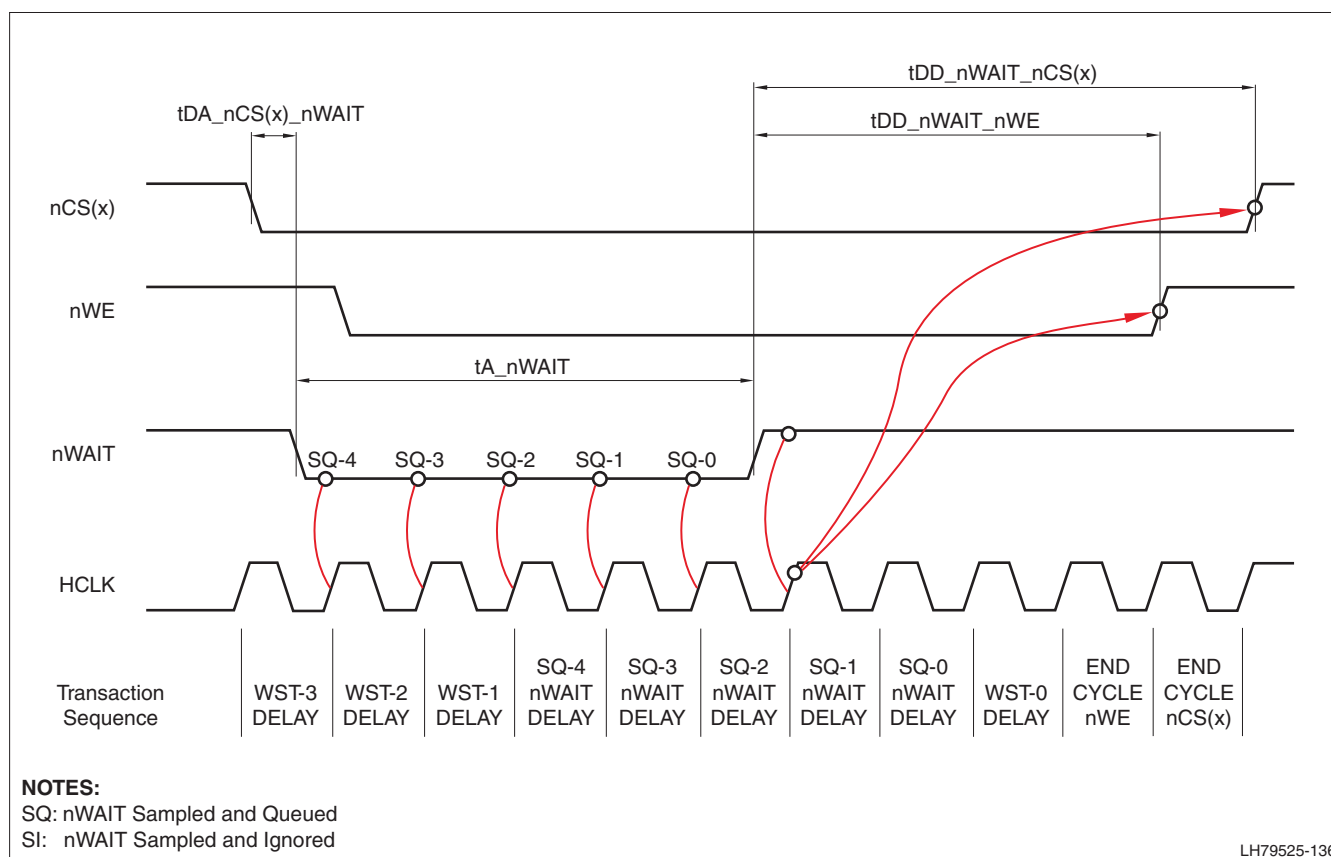 tDD_nWAIT_nCS(x)
tDA_nCS(x)_nWAIT
tDD_nWAIT_nWE
nCS(x)
nWE
tA_nWAIT
nWAIT
SQ-4
SQ-3
SQ-2
SQ-1
SQ-0
HCLK
Transaction
Sequence
WST-3
DELAY
WST-2
DELAY
WST-1
DELAY
SQ-4
nWAIT
DELAY
SQ-3
nWAIT
DELAY
SQ-2
nWAIT
DELAY
SQ-1
nWAIT
DELAY
SQ-0
nWAIT
DELAY
WST-0
DELAY
END
CYCLE
nWE
END
CYCLE
nCS(x)
NOTES:
SQ: nWAIT Sampled and Queued
SI: nWAIT Sampled and Ignored
LH79525-136